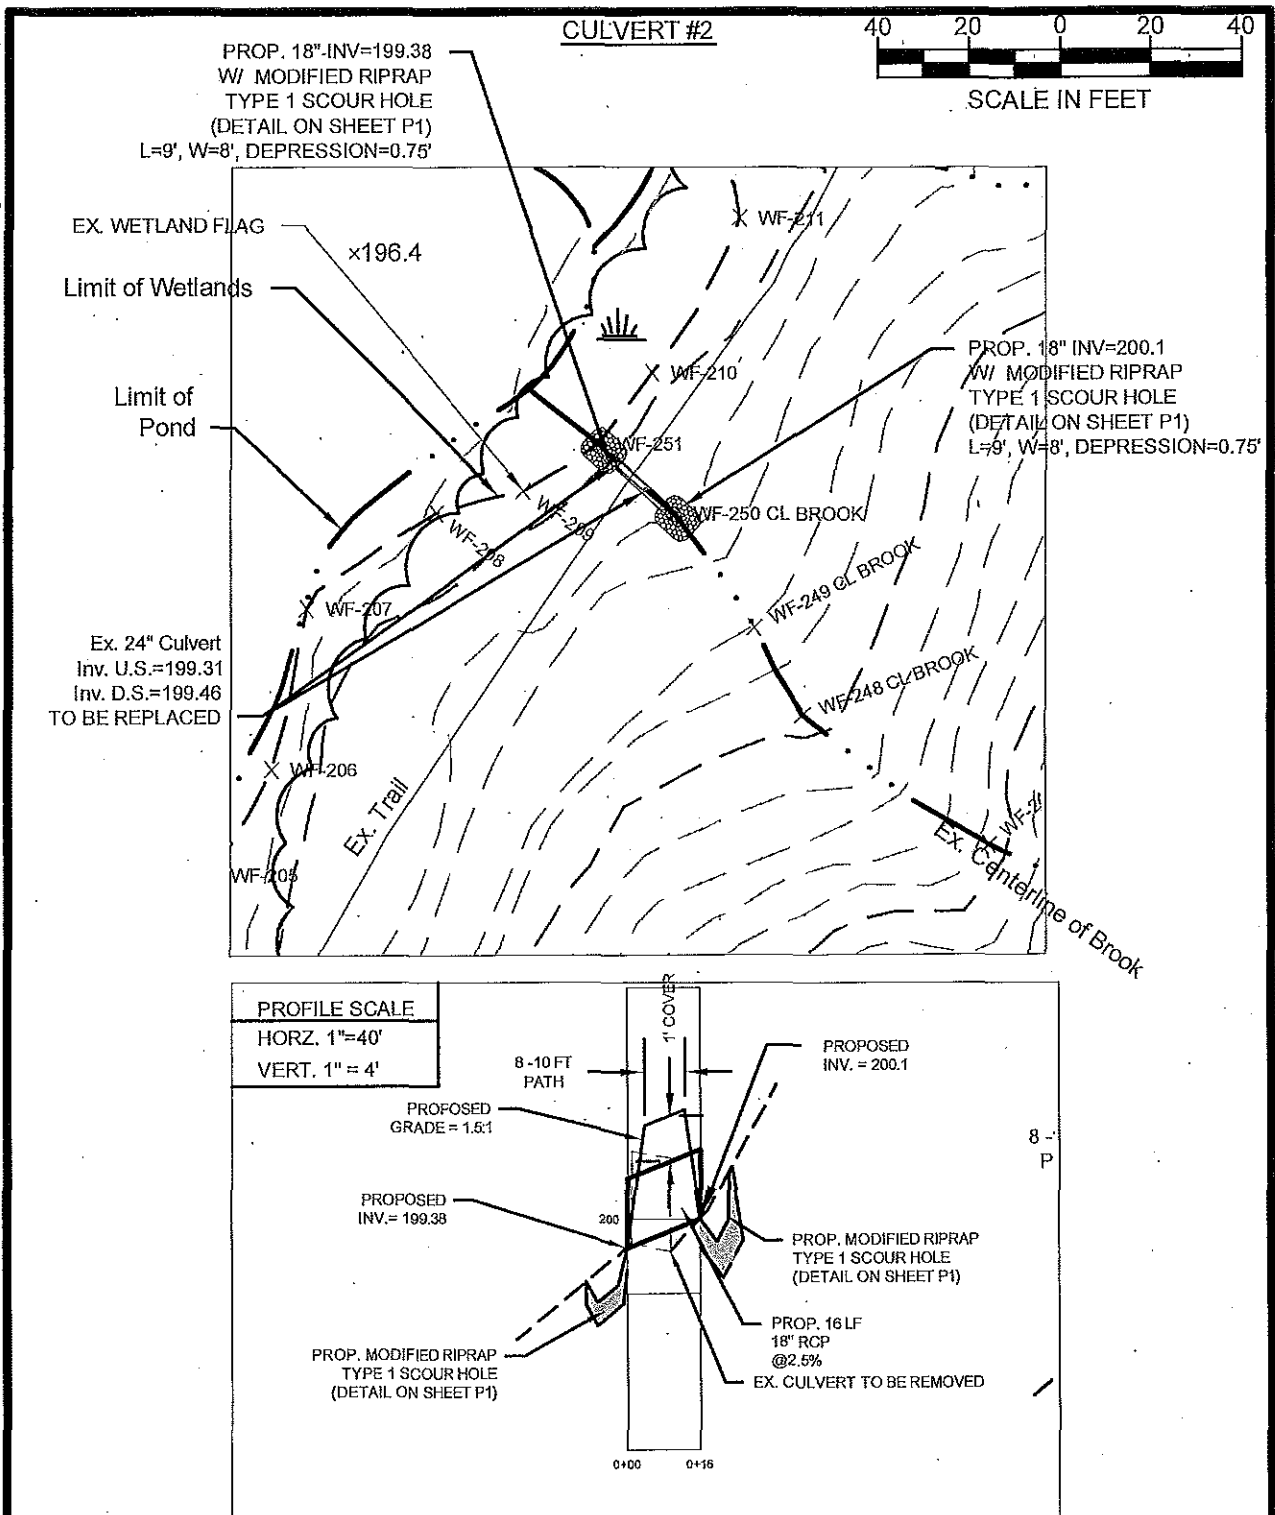 CULVERT #2
40 20 0 20 40
SCALE IN FEET
PROP. 18"-INV=199.38
W/ MODIFIED RIPRAP
TYPE 1 SCOUR HOLE
(DETAIL ON SHEET P1)
L=9', W=8', DEPRESSION=0.75'
EX. WETLAND FLAG
×196.4
WF-211
Limit of Wetlands
PROP. 18" INV=200.1
W/ MODIFIED RIPRAP
TYPE 1 SCOUR HOLE
(DETAIL ON SHEET P1)
L=9', W=8', DEPRESSION=0.75'
WF-210
Limit of
Pond
WF-251
WF-250 CL BROOK
WF-209
WF-208
WF-249 CL BROOK
WF-207
Ex. 24" Culvert
Inv. U.S.=199.31
Inv. D.S.=199.46
TO BE REPLACED
WF-248 CL BROOK
WF-206
Ex. Trail
WF-205
Ex. Centerline of Brook
PROFILE SCALE
HORZ. 1"=40'
VERT. 1" = 4'
1' COVER
8 -10 FT
PATH
PROPOSED
INV. = 200.1
PROPOSED
GRADE = 1.5:1
8 -
P
PROPOSED
INV.= 199.38
200
PROP. MODIFIED RIPRAP
TYPE 1 SCOUR HOLE
(DETAIL ON SHEET P1)
PROP. 16 LF
18" RCP
@2.5%
PROP. MODIFIED RIPRAP
TYPE 1 SCOUR HOLE
(DETAIL ON SHEET P1)
EX. CULVERT TO BE REMOVED
0+00 0+16